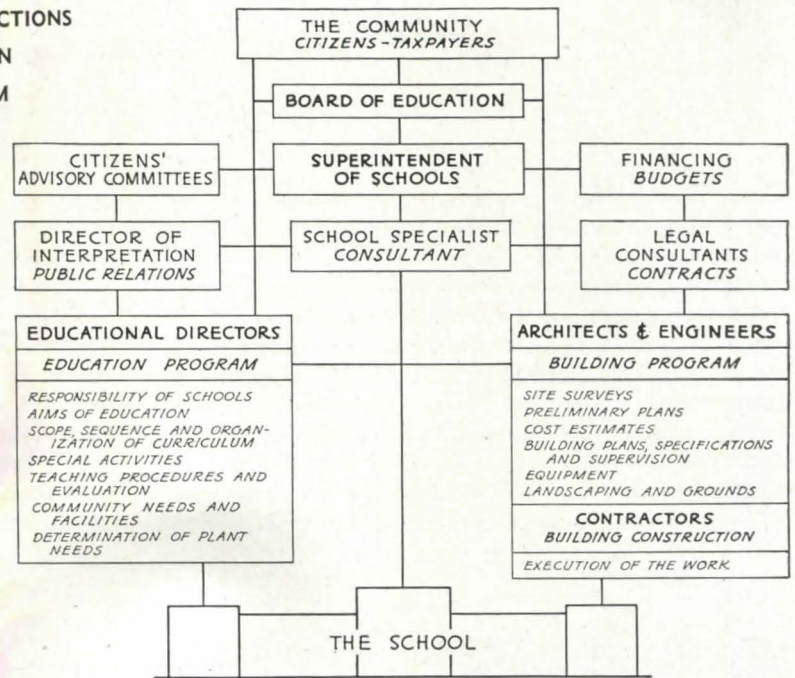 CTIONS
N
M
THE COMMUNITY
CITIZENS - TAXPAYERS
BOARD OF EDUCATION
CITIZENS'
ADVISORY COMMITTEES
SUPERINTENDENT
OF SCHOOLS
FINANCING
BUDGETS
DIRECTOR OF
INTERPRETATION
PUBLIC RELATIONS
SCHOOL SPECIALIST
CONSULTANT
LEGAL
CONSULTANTS
CONTRACTS
EDUCATIONAL DIRECTORS
EDUCATION PROGRAM
RESPONSIBILITY OF SCHOOLS
AIMS OF EDUCATION
SCOPE, SEQUENCE AND ORGAN-
IZATION OF CURRICULUM
SPECIAL ACTIVITIES
TEACHING PROCEDURES AND
EVALUATION
COMMUNITY NEEDS AND
FACILITIES
DETERMINATION OF PLANT
NEEDS
ARCHITECTS & ENGINEERS
BUILDING PROGRAM
SITE SURVEYS
PRELIMINARY PLANS
COST ESTIMATES
BUILDING PLANS, SPECIFICATIONS
AND SUPERVISION
EQUIPMENT
LANDSCAPING AND GROUNDS
CONTRACTORS
BUILDING CONSTRUCTION
EXECUTION OF THE WORK
THE SCHOOL